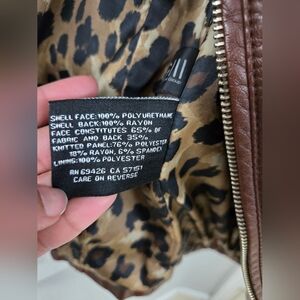 SHELL FACE:100% POLYURETHANE
SHELL BACK:100% RAYON
FACE CONSTITUTES 65% OF
FABRIC AND BACK 35%
KNITTED PANEL:76% POLYESTER
18% RAYON, 6% SPANDEX
LINING:100% POLYESTER
RN 69426 CA 57151
CARE ON REVERSE